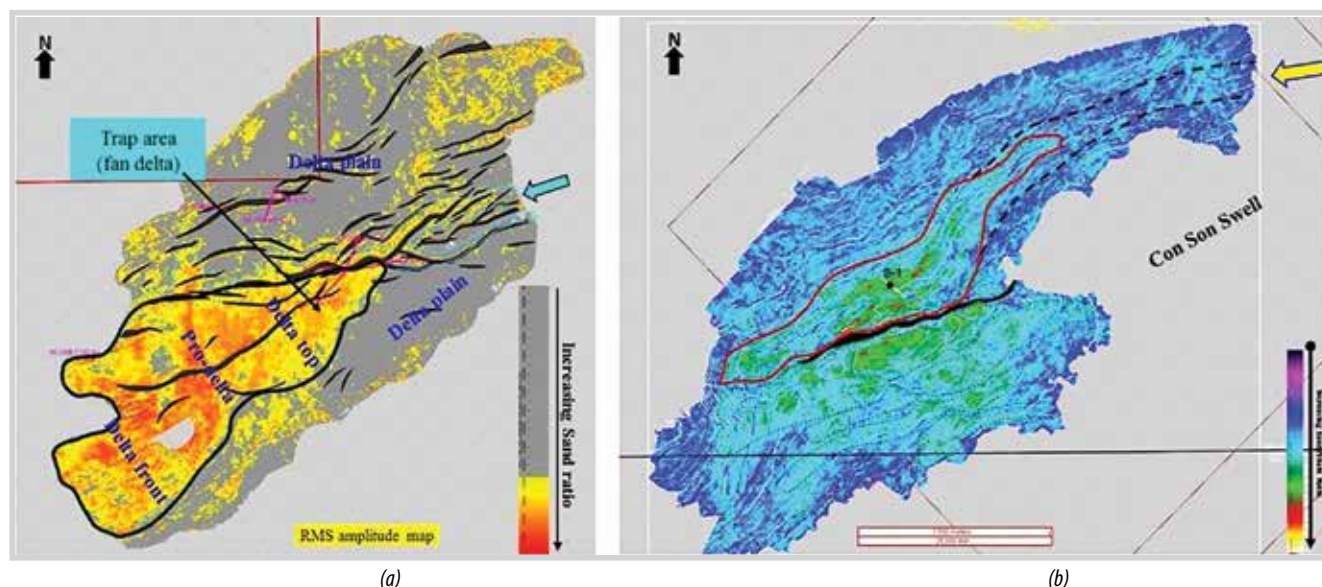 N
Trap area
(fan delta)
Delta plain
Delta plain
Delta top
Pro-delta
Delta front
RMS amplitude map
Increasing Sand ratio
(a)
N
Con Son Swell
(b)